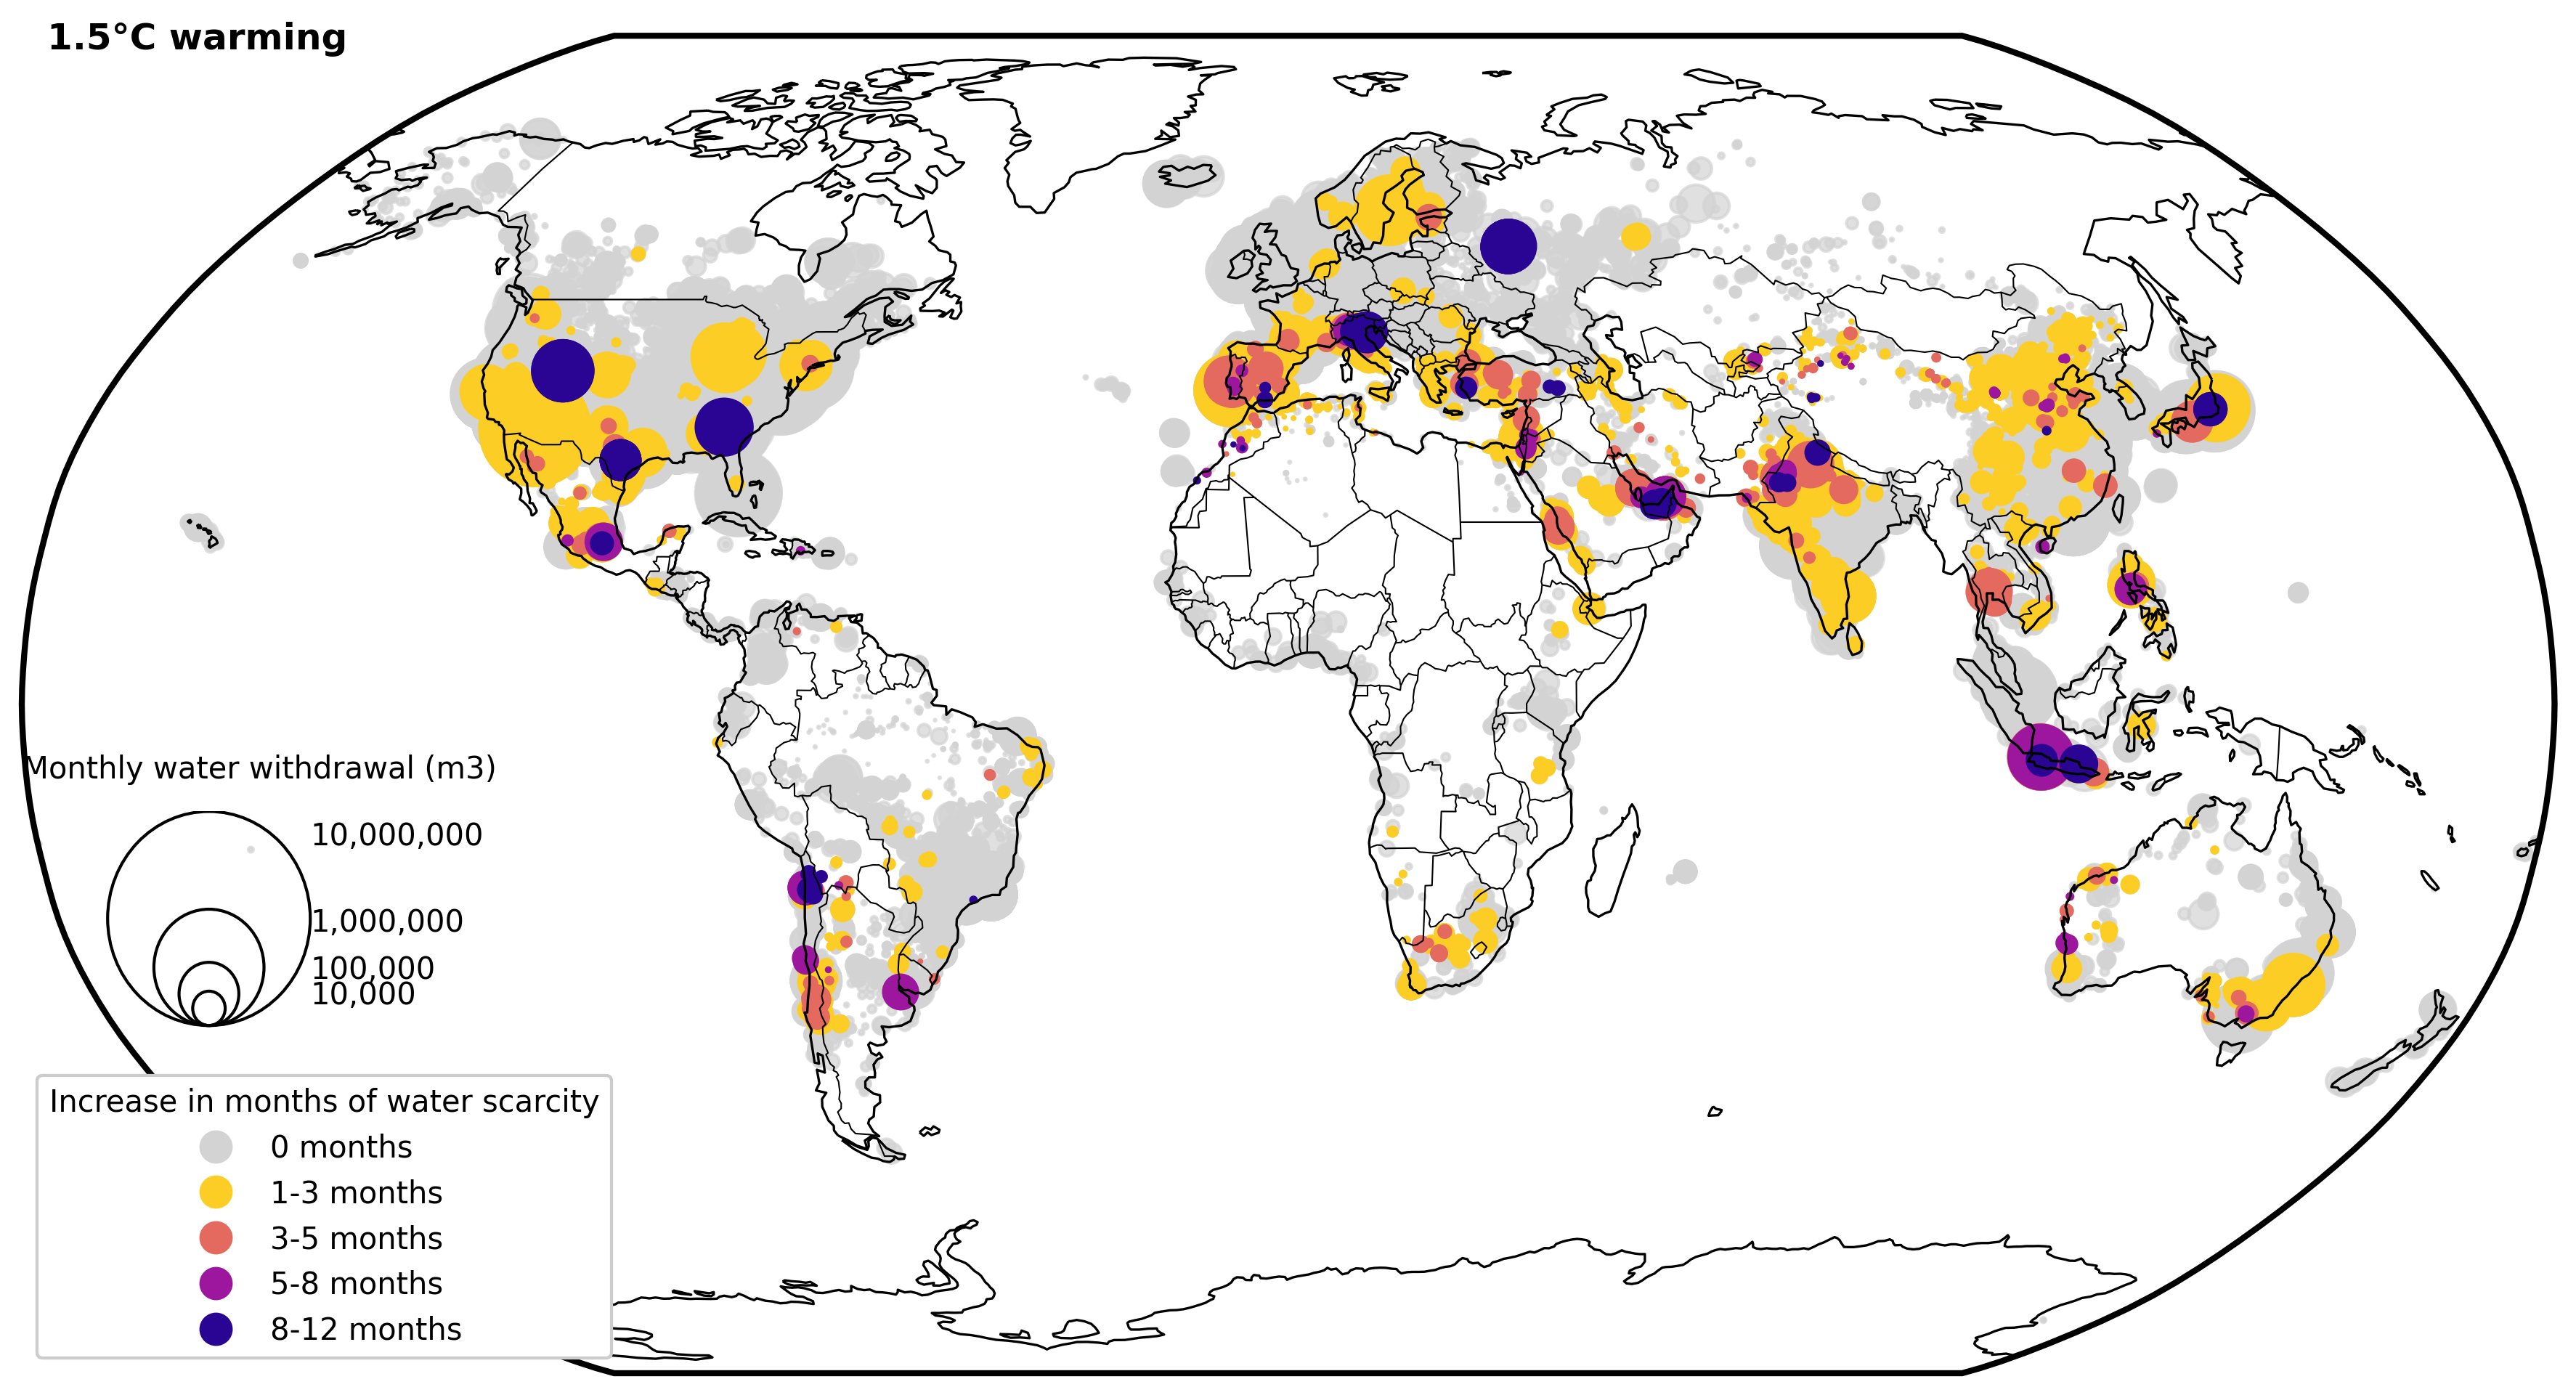 1.5°C warming
Monthly water withdrawal (m3)
10,000,000
1,000,000
100,000
10,000
Increase in months of water scarcity
0 months
1-3 months
3-5 months
5-8 months
8-12 months